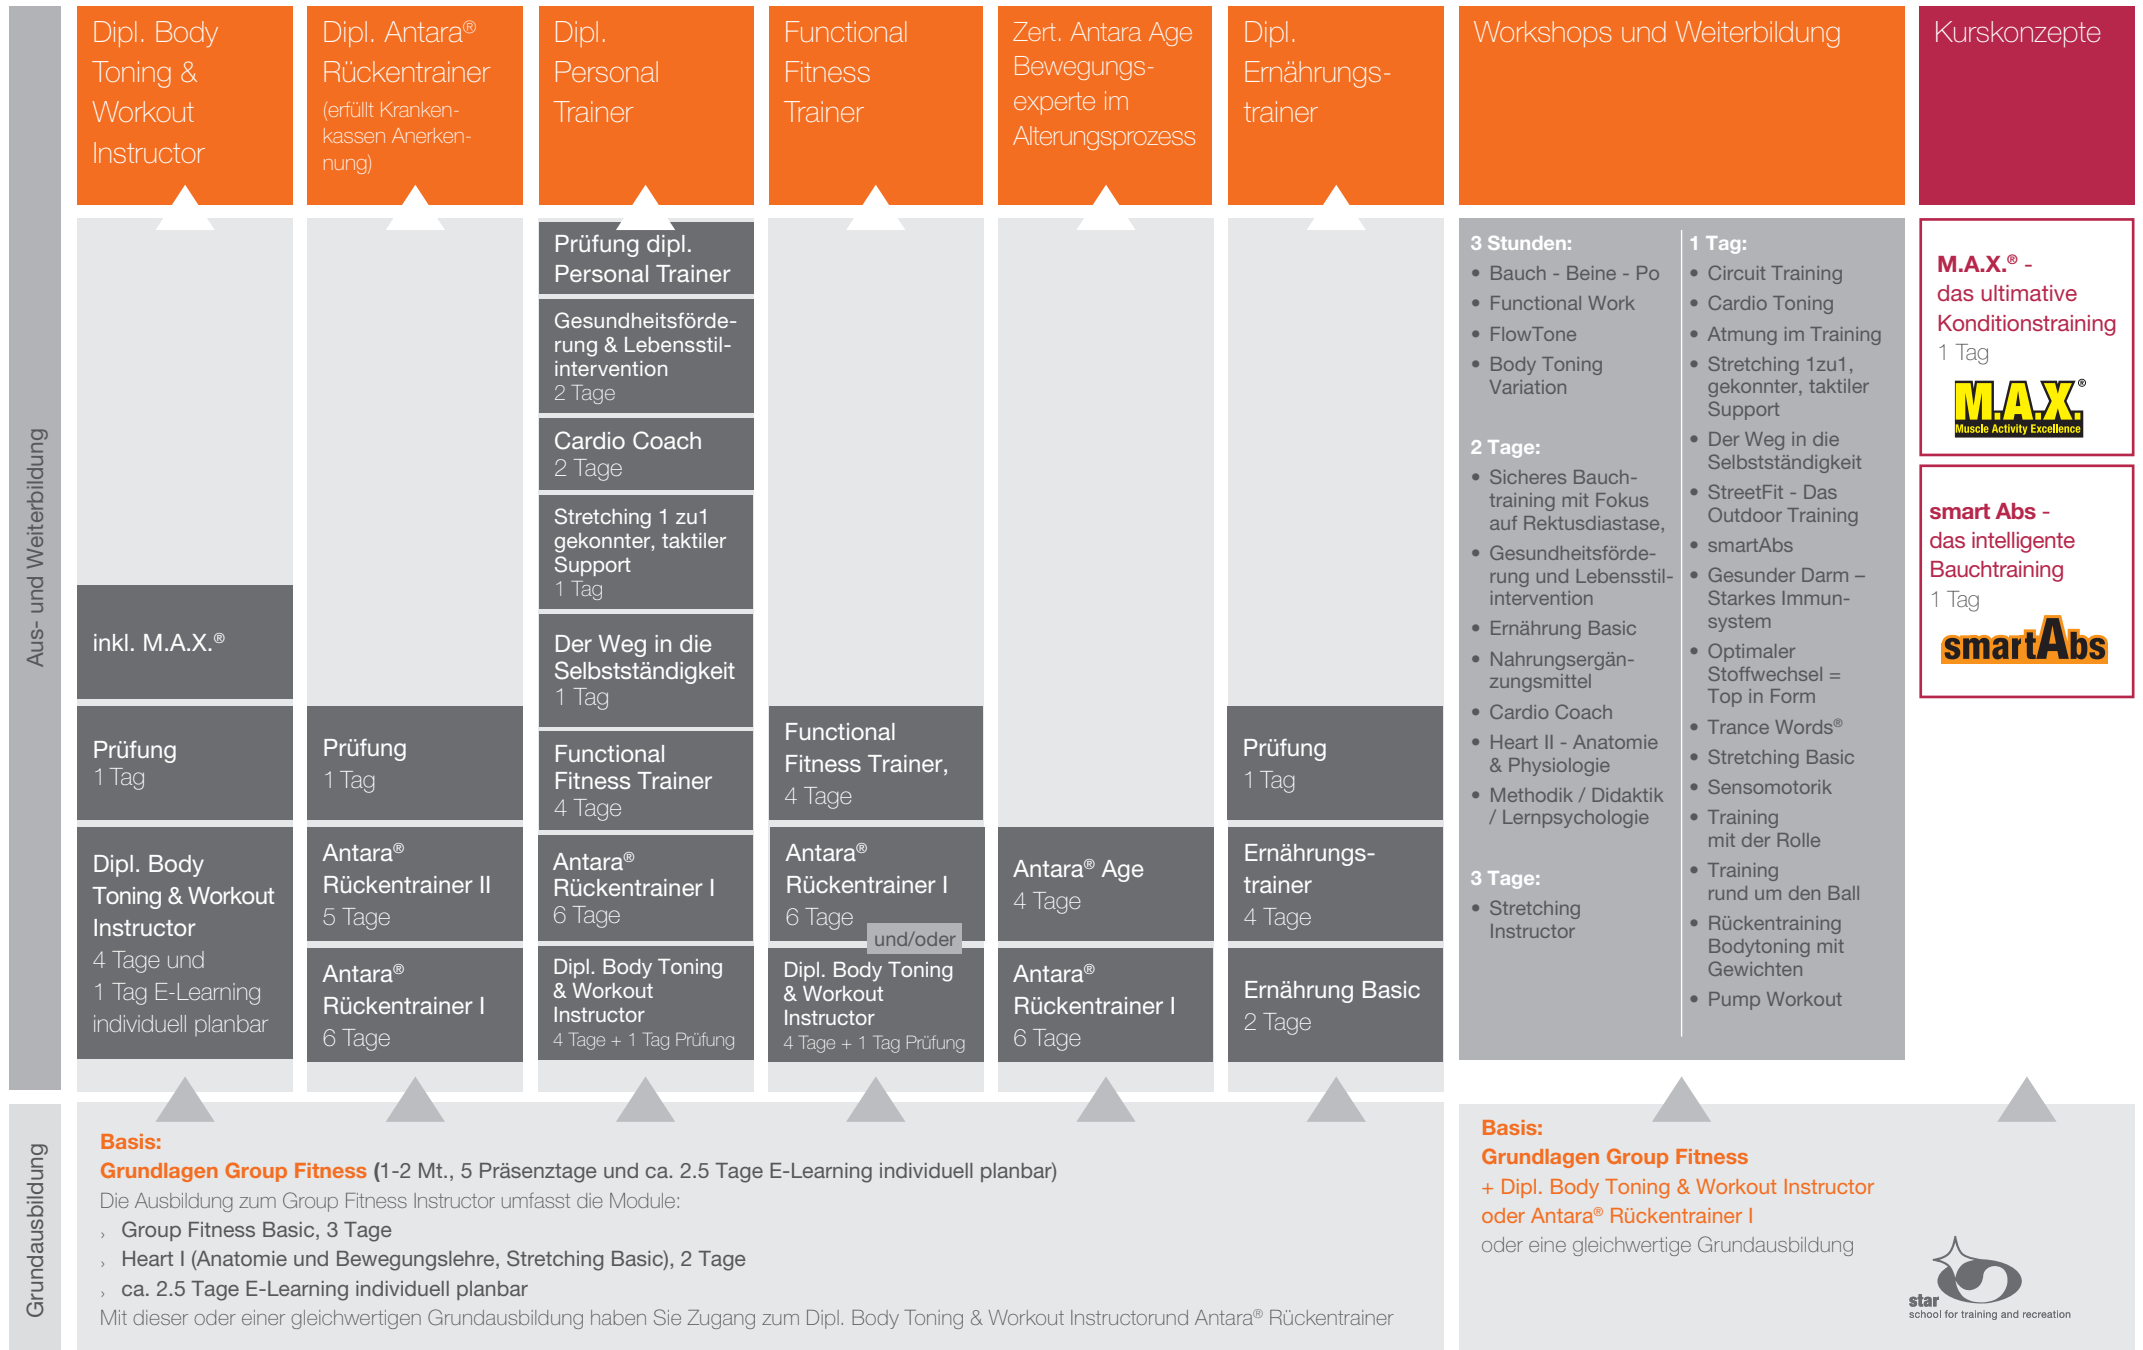 Aus- und Weiterbildung
Grundausbildung
Dipl. Body
Toning &
Workout
Instructor
inkl. M.A.X.®
Prüfung
1 Tag
Dipl. Body
Toning & Workout
Instructor
4 Tage und
1 Tag E-Learning
individuell planbar
Dipl. Antara®
Rückentrainer
(erfüllt Kranken-
kassen Anerken-
nung)
Prüfung
1 Tag
Antara®
Rückentrainer II
5 Tage
Antara®
Rückentrainer I
6 Tage
Dipl.
Personal
Trainer
Prüfung dipl.
Personal Trainer
Gesundheitsförde-
rung & Lebensstil-
intervention
2 Tage
Cardio Coach
2 Tage
Stretching 1 zu1
gekonnter, taktiler
Support
1 Tag
Der Weg in die
Selbstständigkeit
1 Tag
Functional
Fitness Trainer
4 Tage
Antara®
Rückentrainer I
6 Tage
Dipl. Body Toning
& Workout
Instructor
4 Tage + 1 Tag Prüfung
Functional
Fitness
Trainer
Functional
Fitness Trainer,
4 Tage
Antara®
Rückentrainer I
6 Tage
und/oder
Dipl. Body Toning
& Workout
Instructor
4 Tage + 1 Tag Prüfung
Zert. Antara Age
Bewegungs-
experte im
Alterungsprozess
Antara® Age
4 Tage
Antara®
Rückentrainer I
6 Tage
Dipl.
Ernährungs-
trainer
Prüfung
1 Tag
Ernährungs-
trainer
4 Tage
Ernährung Basic
2 Tage
Workshops und Weiterbildung
3 Stunden:
• Bauch - Beine - Po
• Functional Work
• FlowTone
• Body Toning
Variation
2 Tage:
• Sicheres Bauch-
training mit Fokus
auf Rektusdiastase,
• Gesundheitsförde-
rung und Lebensstil-
intervention
• Ernährung Basic
• Nahrungsergän-
zungsmittel
• Cardio Coach
• Heart II - Anatomie
& Physiologie
• Methodik / Didaktik
/ Lernpsychologie
3 Tage:
• Stretching
Instructor
1 Tag:
• Circuit Training
• Cardio Toning
• Atmung im Training
• Stretching 1zu1,
gekonnter, taktiler
Support
• Der Weg in die
Selbstständigkeit
• StreetFit - Das
Outdoor Training
• smartAbs
• Gesunder Darm –
Starkes Immun-
system
• Optimaler
Stoffwechsel =
Top in Form
• Trance Words®
• Stretching Basic
• Sensomotorik
• Training
mit der Rolle
• Training
rund um den Ball
• Rückentraining
Bodytoning mit
Gewichten
• Pump Workout
Kurskonzepte
M.A.X.® -
das ultimative
Konditionstraining
1 Tag
M.A.X.®
Muscle Activity Excellence
smart Abs -
das intelligente
Bauchtraining
1 Tag
smartAbs
Basis:
Grundlagen Group Fitness (1-2 Mt., 5 Präsenztage und ca. 2.5 Tage E-Learning individuell planbar)
Die Ausbildung zum Group Fitness Instructor umfasst die Module:
› Group Fitness Basic, 3 Tage
› Heart I (Anatomie und Bewegungslehre, Stretching Basic), 2 Tage
› ca. 2.5 Tage E-Learning individuell planbar
Mit dieser oder einer gleichwertigen Grundausbildung haben Sie Zugang zum Dipl. Body Toning & Workout Instructorund Antara® Rückentrainer
Basis:
Grundlagen Group Fitness
+ Dipl. Body Toning & Workout Instructor
oder Antara® Rückentrainer I
oder eine gleichwertige Grundausbildung
star
school for training and recreation